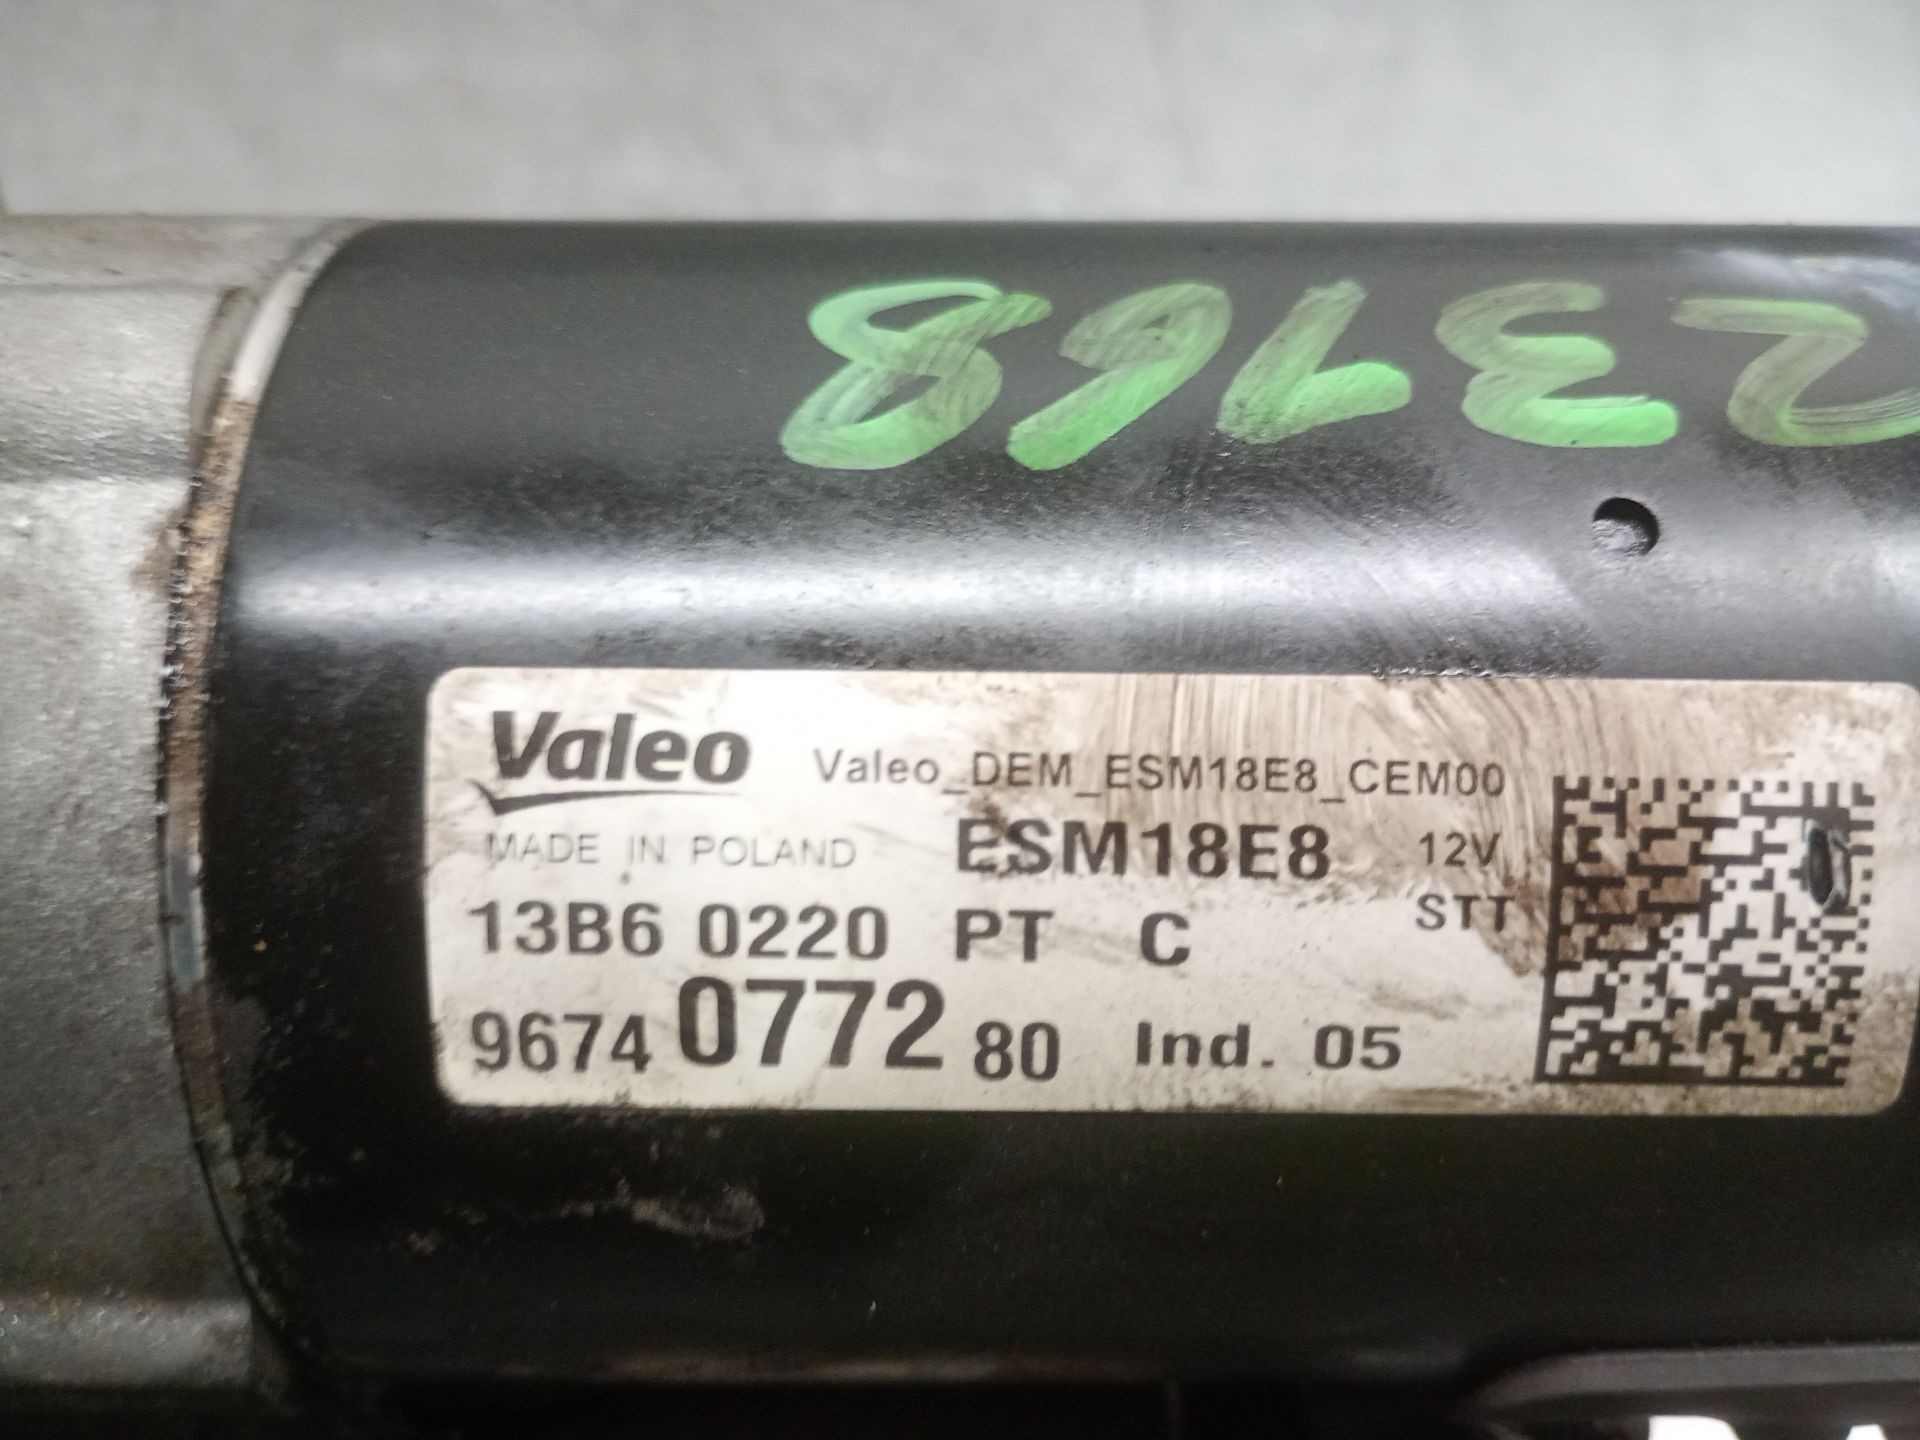 23168
Valeo Valeo_DEM_ESM18E8_CEM00
MADE IN POLAND ESM18E8 12V
13B6 0220 PT C STT
9674 0772 80 Ind. 05